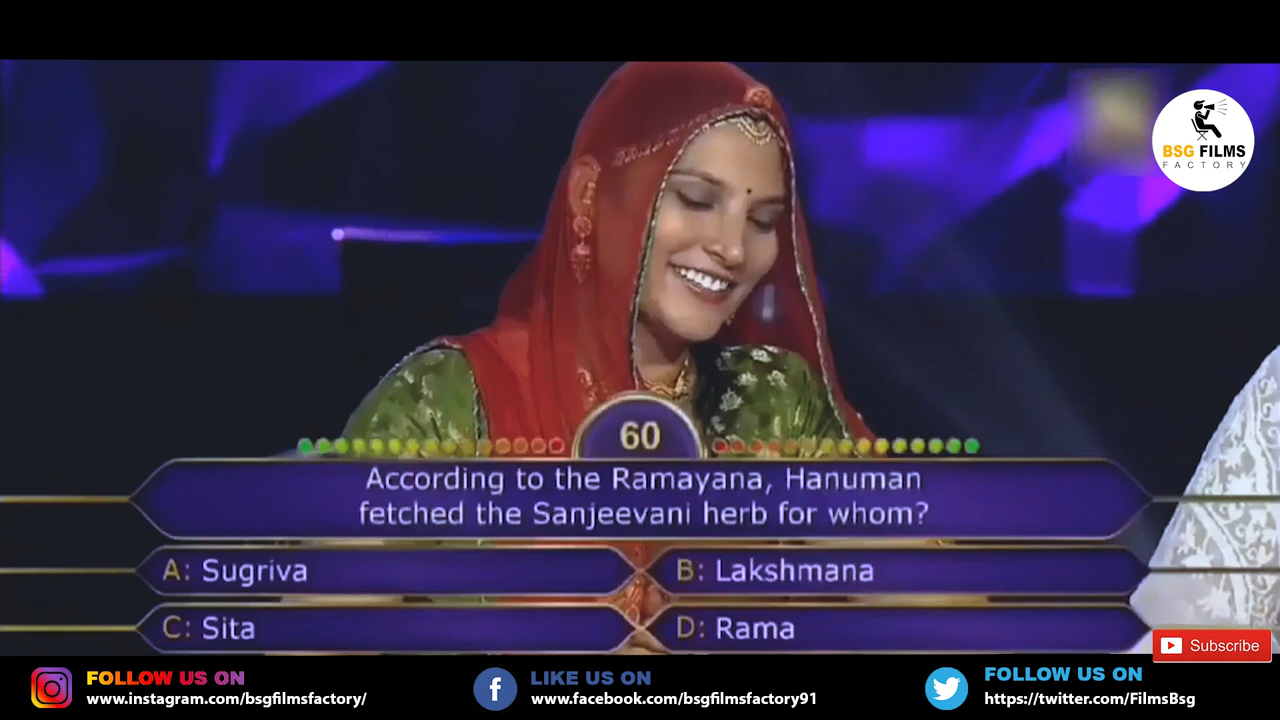 BSG FILMS
FACTORY
60
According to the Ramayana, Hanuman
fetched the Sanjeevani herb for whom?
A: Sugriva
B: Lakshmana
C: Sita
D: Rama
Subscribe
FOLLOW US ON
www.instagram.com/bsgfilmsfactory/
LIKE US ON
www.facebook.com/bsgfilmsfactory91
FOLLOW US ON
https://twitter.com/FilmsBsg